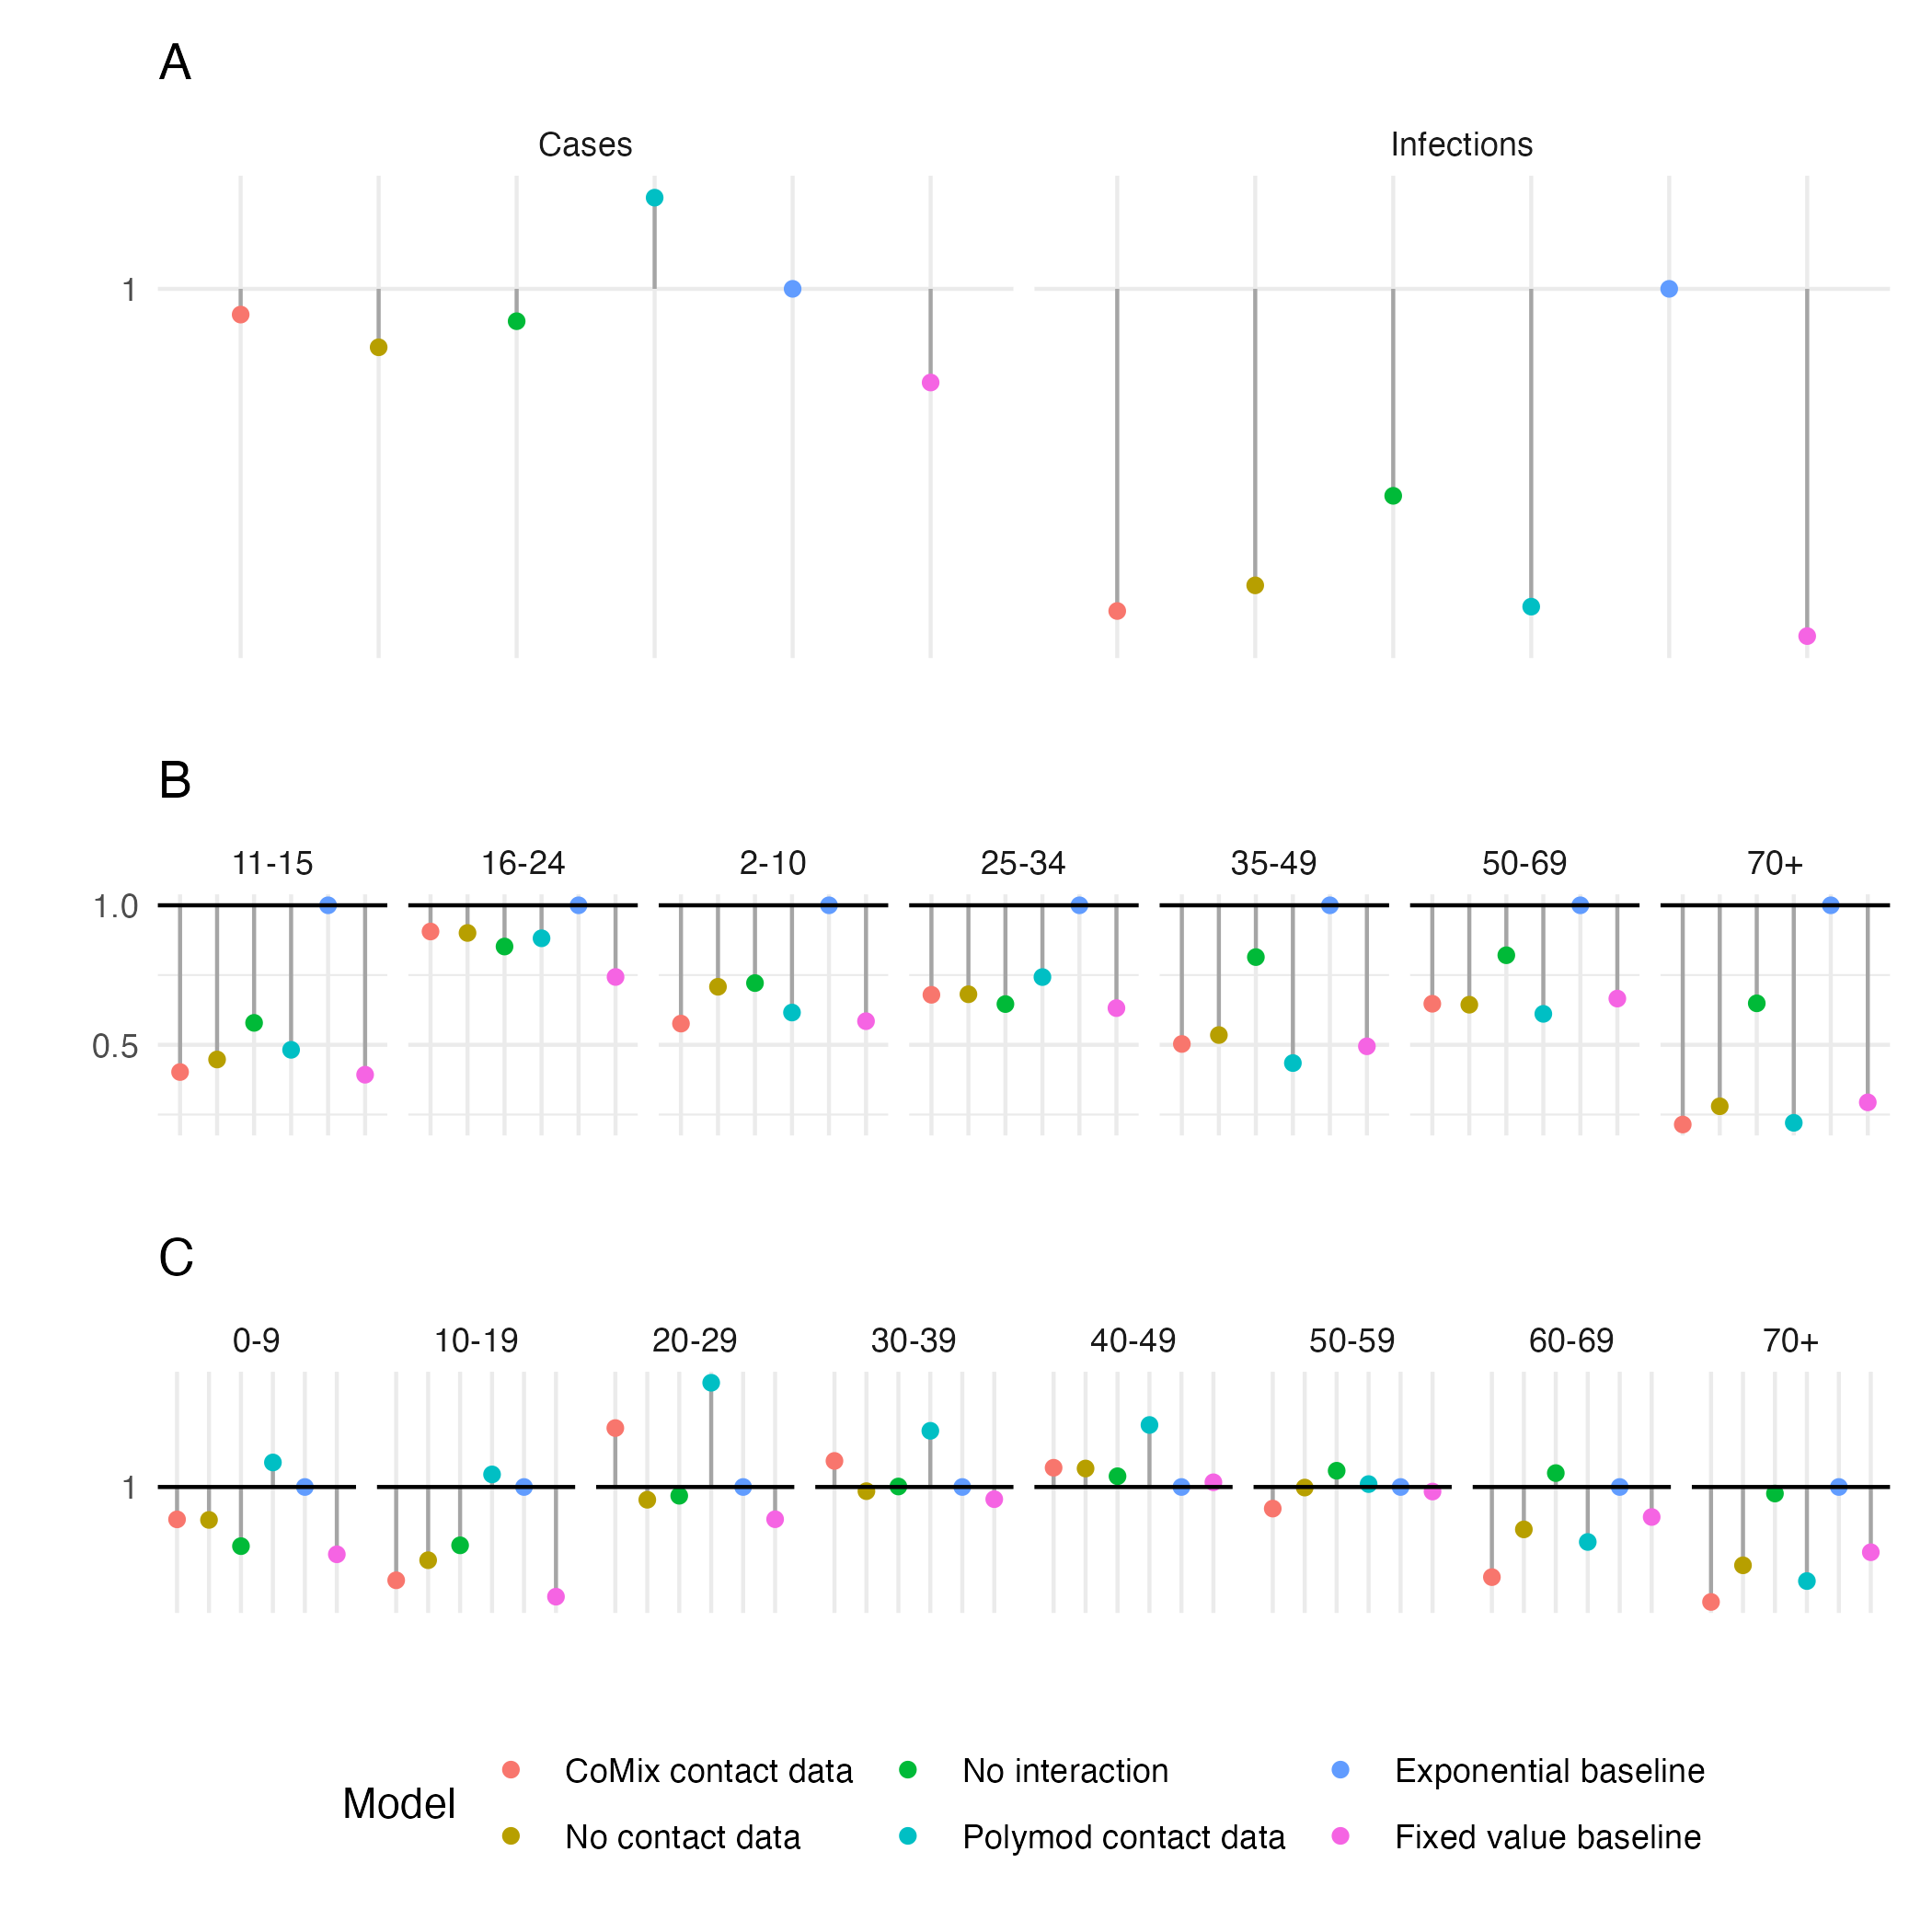 A
Cases Infections
1
B
11-15 16-24 2-10 25-34 35-49 50-69 70+
1.0
0.5
C
0-9 10-19 20-29 30-39 40-49 50-59 60-69 70+
1
Model
CoMix contact data No interaction Exponential baseline
No contact data Polymod contact data Fixed value baseline